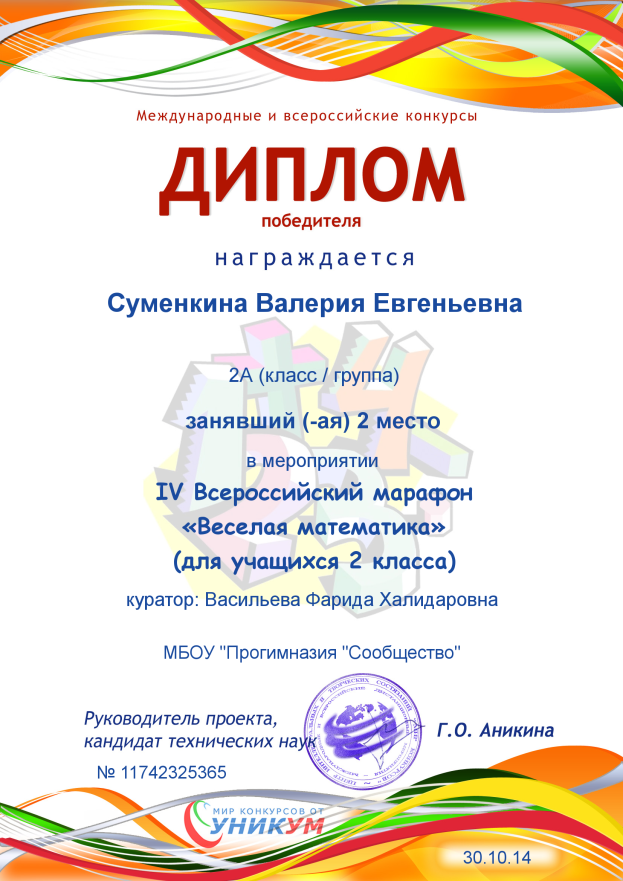 Международные и всероссийские конкурсы
ДИПЛОМ
победителя
награждается
Суменкина Валерия Евгеньевна
2А (класс / группа)
занявший (-ая) 2 место
в мероприятии
IV Всероссийский марафон
«Веселая математика»
(для учащихся 2 класса)
куратор: Васильева Фарида Халидаровна
МБОУ "Прогимназия "Сообщество"
Руководитель проекта,
кандидат технических наук
Г.О. Аникина
№ 11742325365
МИР КОНКУРСОВ ОТ
УНИКУМ
30.10.14